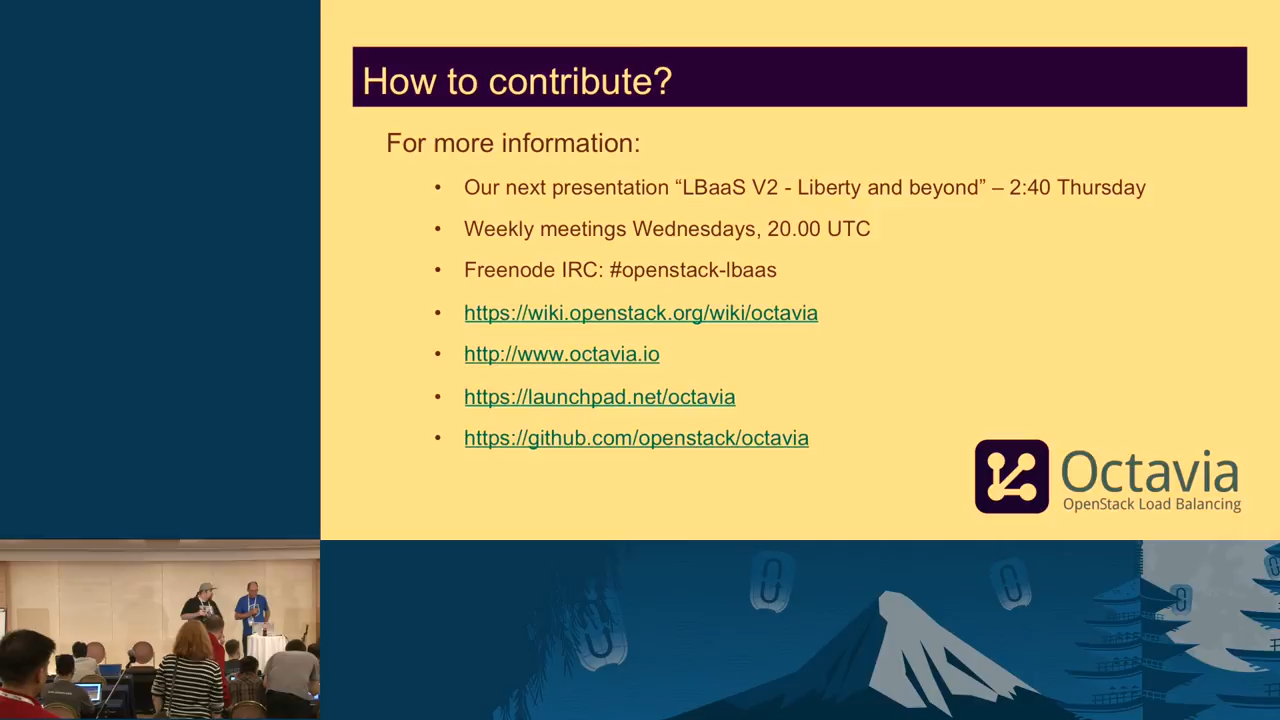 How to contribute?
For more information:
• Our next presentation “LBaaS V2 - Liberty and beyond” – 2:40 Thursday
• Weekly meetings Wednesdays, 20.00 UTC
• Freenode IRC: #openstack-lbaas
• https://wiki.openstack.org/wiki/octavia
• http://www.octavia.io
• https://launchpad.net/octavia
• https://github.com/openstack/octavia
Octavia
OpenStack Load Balancing